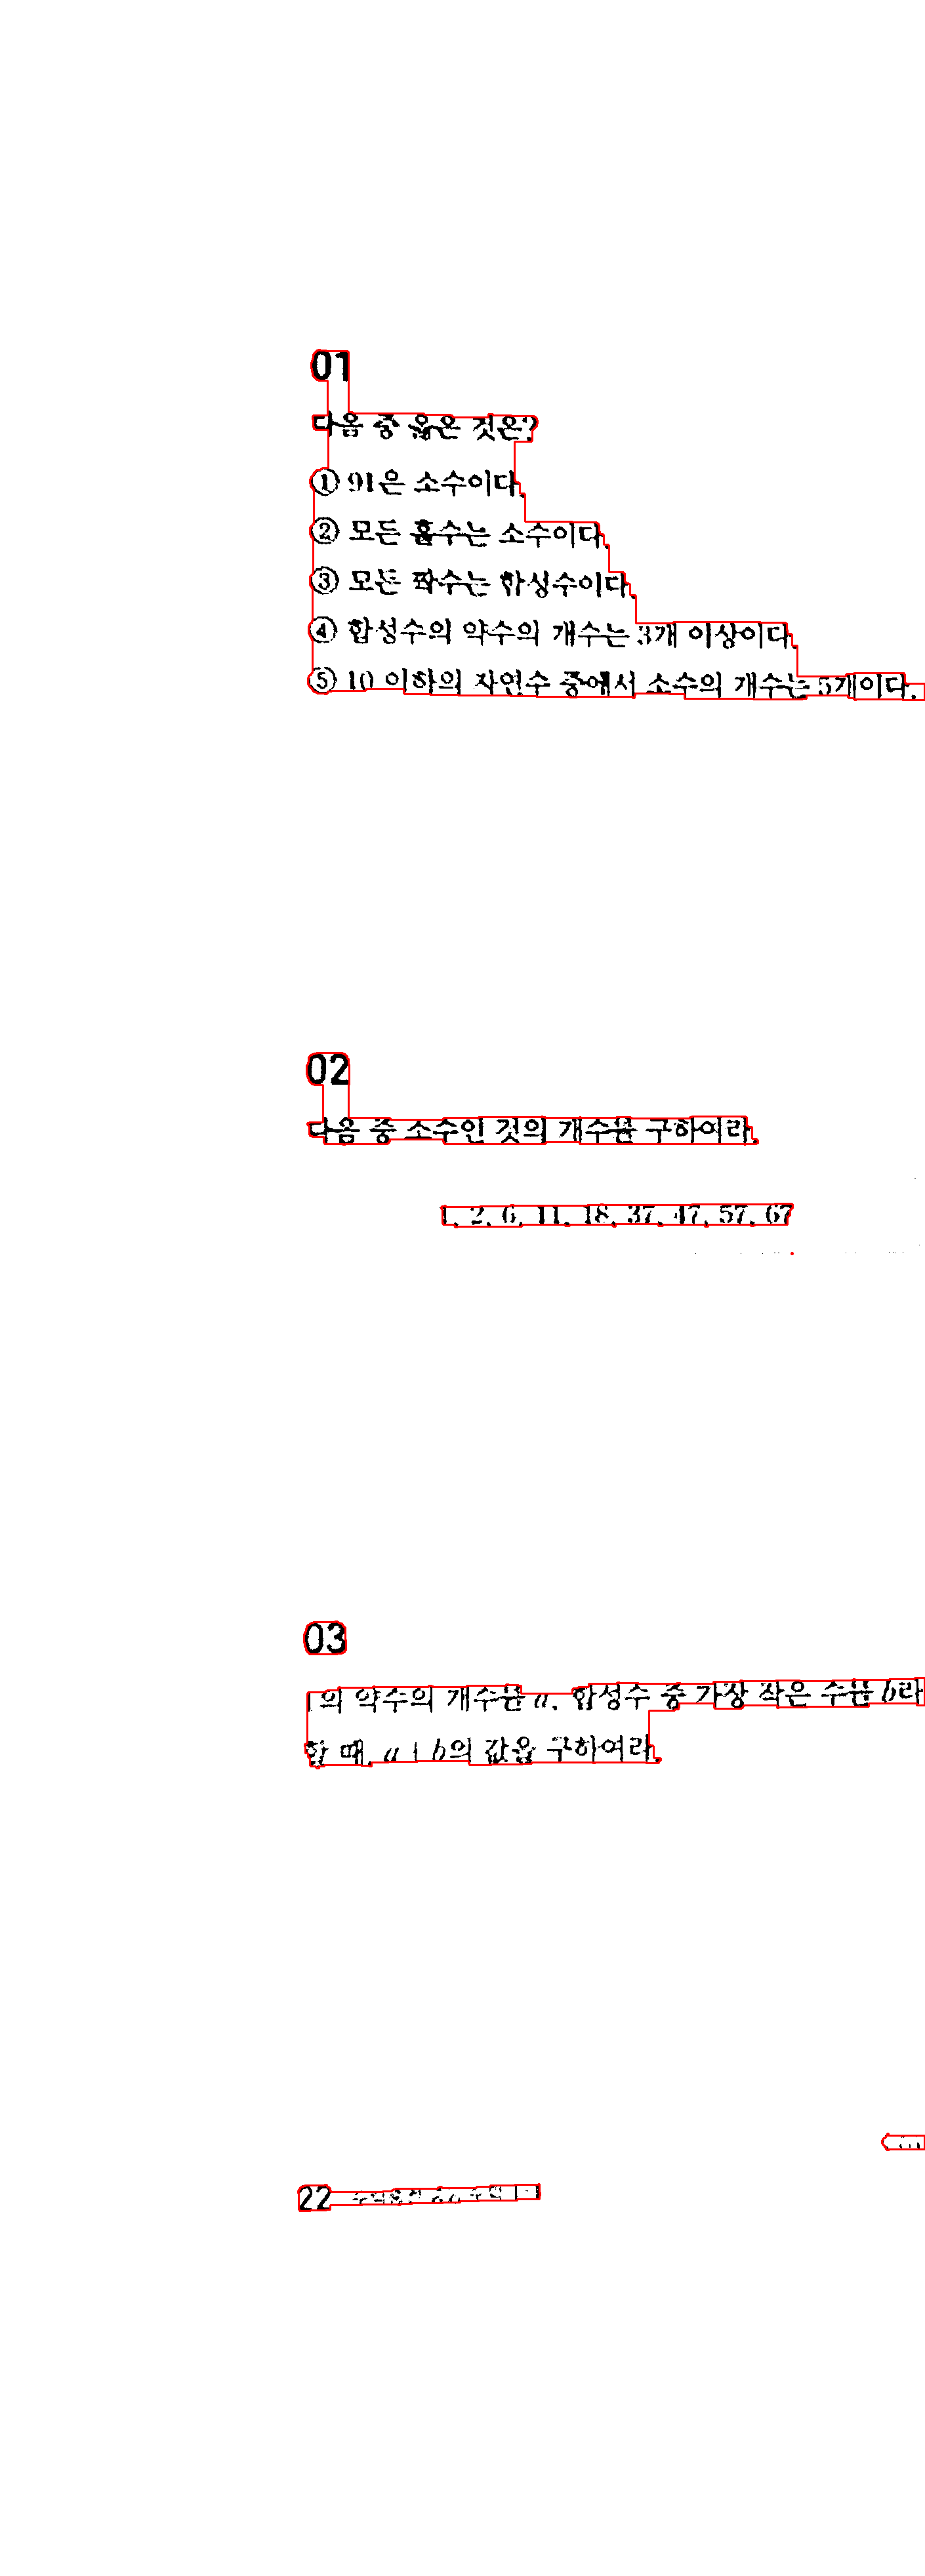 01
다음 중 옳은 것은?
① 91은 소수이다.
② 모든 홀수는 소수이다.
③ 모든 짝수는 합성수이다.
④ 합성수의 약수의 개수는 3개 이상이다.
⑤ 10 이하의 자연수 중에서 소수의 개수는 5개이다.
02
다음 중 소수인 것의 개수를 구하여라.
1, 2, 6, 11, 18, 37, 47, 57, 67
03
1의 약수의 개수를 a, 합성수 중 가장 작은 수를 b라
할 때, a + b의 값을 구하여라.
22